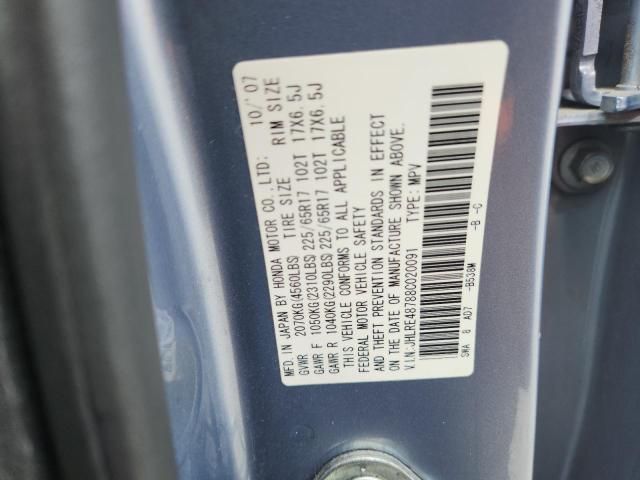 MFD. IN JAPAN BY HONDA MOTOR CO., LTD: 10/'07
GVWR 2070KG(4560LBS) TIRE SIZE RIM SIZE
GAWR F 1050KG(2310LBS) 225/65R17 102T 17X6.5J
GAWR R 1040KG(2290LBS) 225/65R17 102T 17X6.5J
THIS VEHICLE CONFORMS TO ALL APPLICABLE
FEDERAL MOTOR VEHICLE SAFETY
AND THEFT PREVENTION STANDARDS IN EFFECT
ON THE DATE OF MANUFACTURE SHOWN ABOVE.
V.I.N:JHLRE48788C020091 TYPE: MPV
SWA 8 AD7 -B538M -B -C